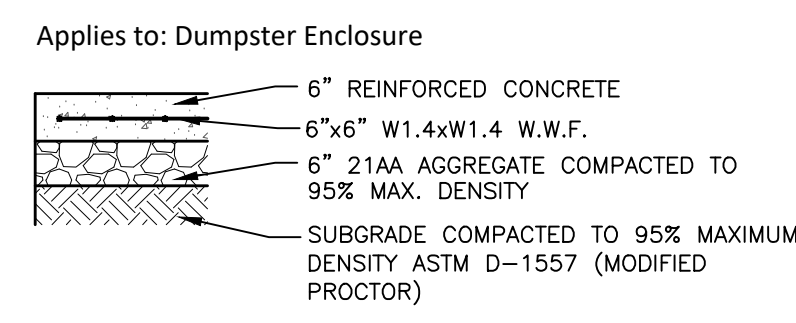 Applies to: Dumpster Enclosure
6" REINFORCED CONCRETE
6"x6" W1.4xW1.4 W.W.F.
6" 21AA AGGREGATE COMPACTED TO
95% MAX. DENSITY
SUBGRADE COMPACTED TO 95% MAXIMUM
DENSITY ASTM D-1557 (MODIFIED
PROCTOR)